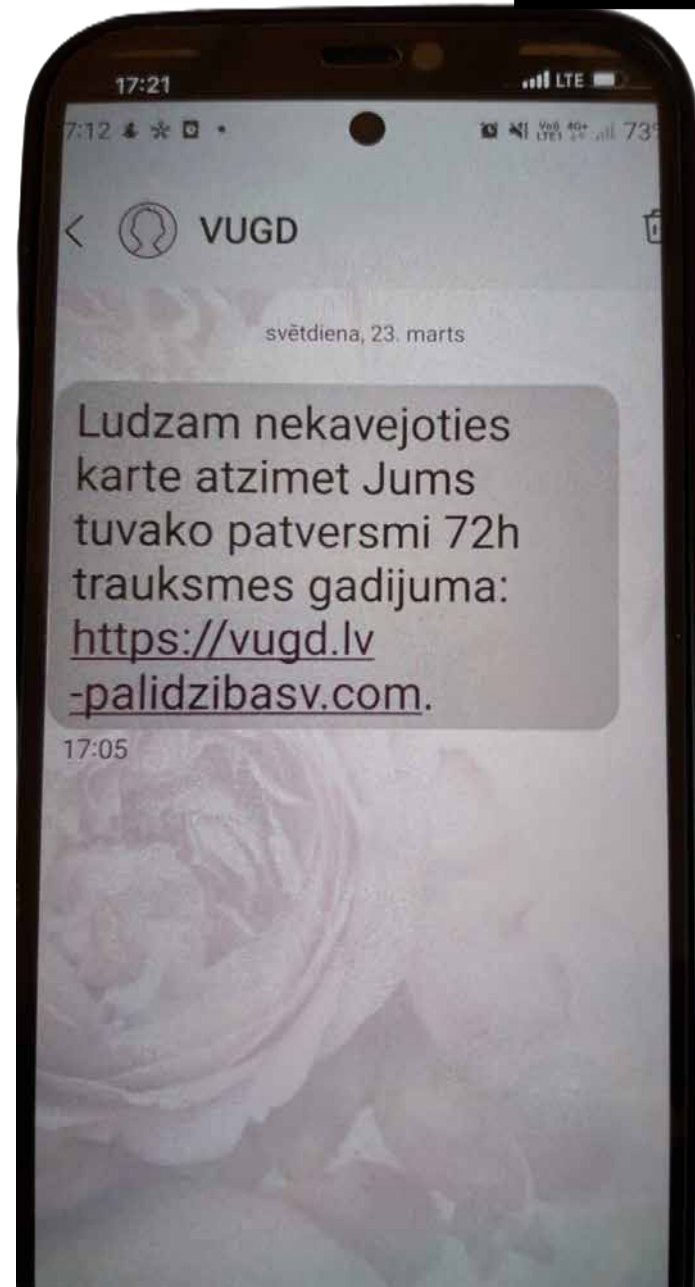 17:21 LTE
7:12 73
VUGD
svētdiena, 23. marts
Ludzam nekavejoties
karte atzimet Jums
tuvako patversmi 72h
trauksmes gadijuma:
https://vugd.lv
-palidzibasv.com.
17:05